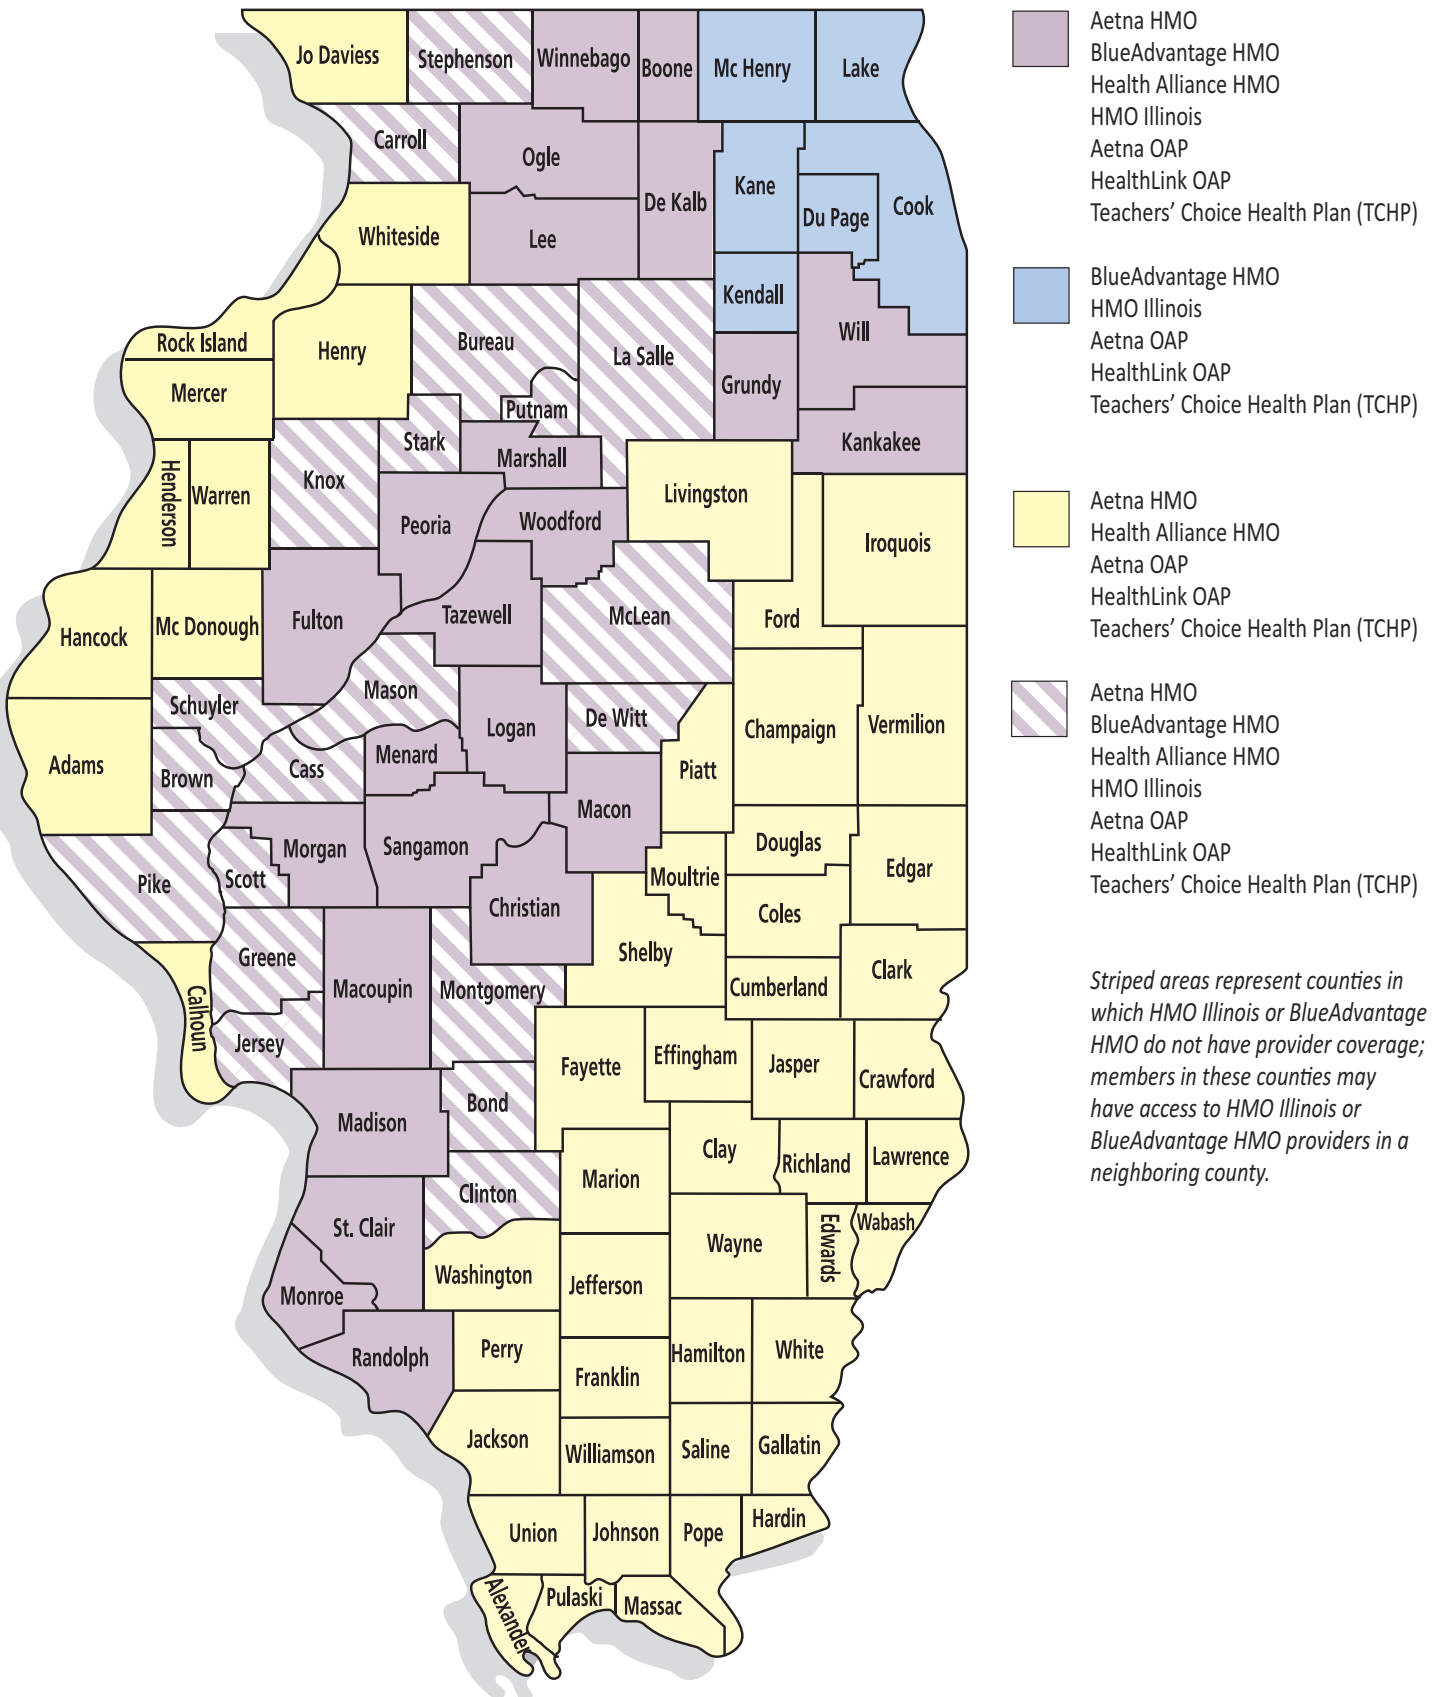 Jo Daviess
Stephenson
Winnebago
Boone
Mc Henry
Lake
Carroll
Ogle
De Kalb
Kane
Du Page
Cook
Whiteside
Lee
Kendall
Will
Rock Island
Henry
Bureau
La Salle
Grundy
Mercer
Putnam
Kankakee
Henderson
Warren
Knox
Stark
Marshall
Livingston
Peoria
Woodford
Iroquois
Hancock
Mc Donough
Fulton
Tazewell
McLean
Ford
Schuyler
Mason
Logan
De Witt
Champaign
Vermilion
Adams
Brown
Cass
Menard
Piatt
Macon
Pike
Scott
Morgan
Sangamon
Christian
Moultrie
Douglas
Edgar
Coles
Calhoun
Greene
Macoupin
Montgomery
Shelby
Cumberland
Clark
Jersey
Fayette
Effingham
Jasper
Crawford
Madison
Bond
Clinton
Marion
Clay
Richland
Lawrence
St. Clair
Washington
Jefferson
Wayne
Edwards
Wabash
Monroe
Randolph
Perry
Franklin
Hamilton
White
Jackson
Williamson
Saline
Gallatin
Union
Johnson
Pope
Hardin
Alexander
Pulaski
Massac
Aetna HMO
BlueAdvantage HMO
Health Alliance HMO
HMO Illinois
Aetna OAP
HealthLink OAP
Teachers’ Choice Health Plan (TCHP)
BlueAdvantage HMO
HMO Illinois
Aetna OAP
HealthLink OAP
Teachers’ Choice Health Plan (TCHP)
Aetna HMO
Health Alliance HMO
Aetna OAP
HealthLink OAP
Teachers’ Choice Health Plan (TCHP)
Aetna HMO
BlueAdvantage HMO
Health Alliance HMO
HMO Illinois
Aetna OAP
HealthLink OAP
Teachers’ Choice Health Plan (TCHP)
Striped areas represent counties in
which HMO Illinois or BlueAdvantage
HMO do not have provider coverage;
members in these counties may
have access to HMO Illinois or
BlueAdvantage HMO providers in a
neighboring county.